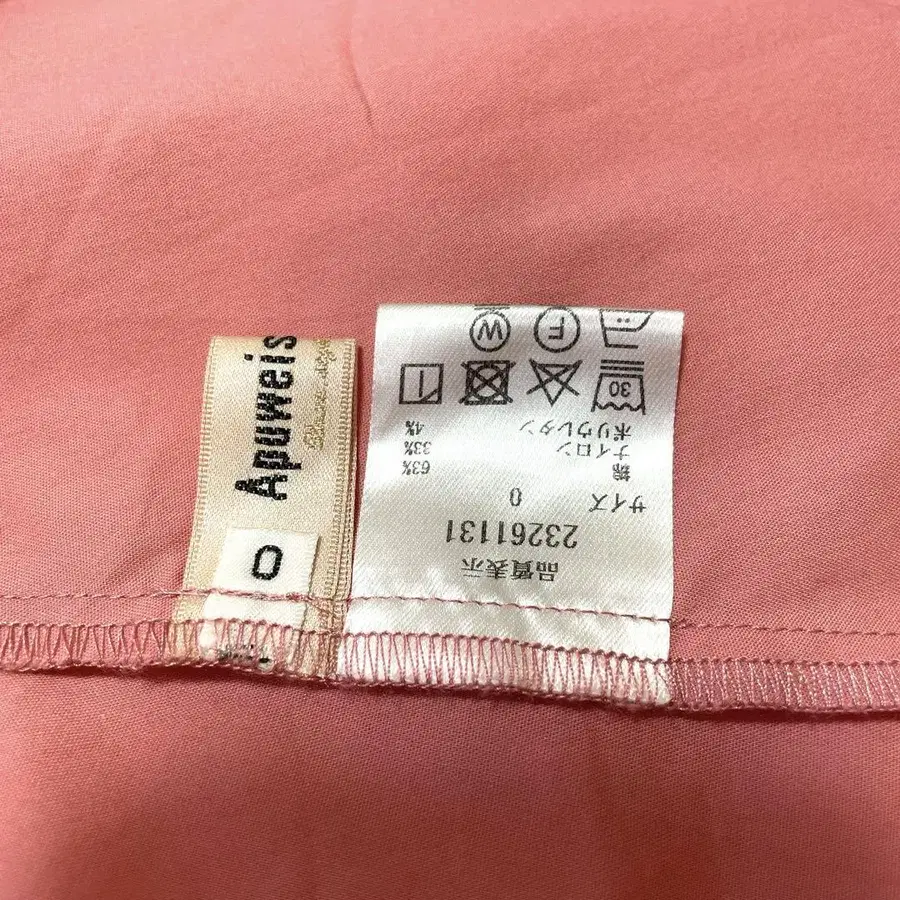 Apuweis
0
品質表示
23261131
サイズ 0
綿 63%
ナイロン 33%
ポリウレタン 4%
30
F
W